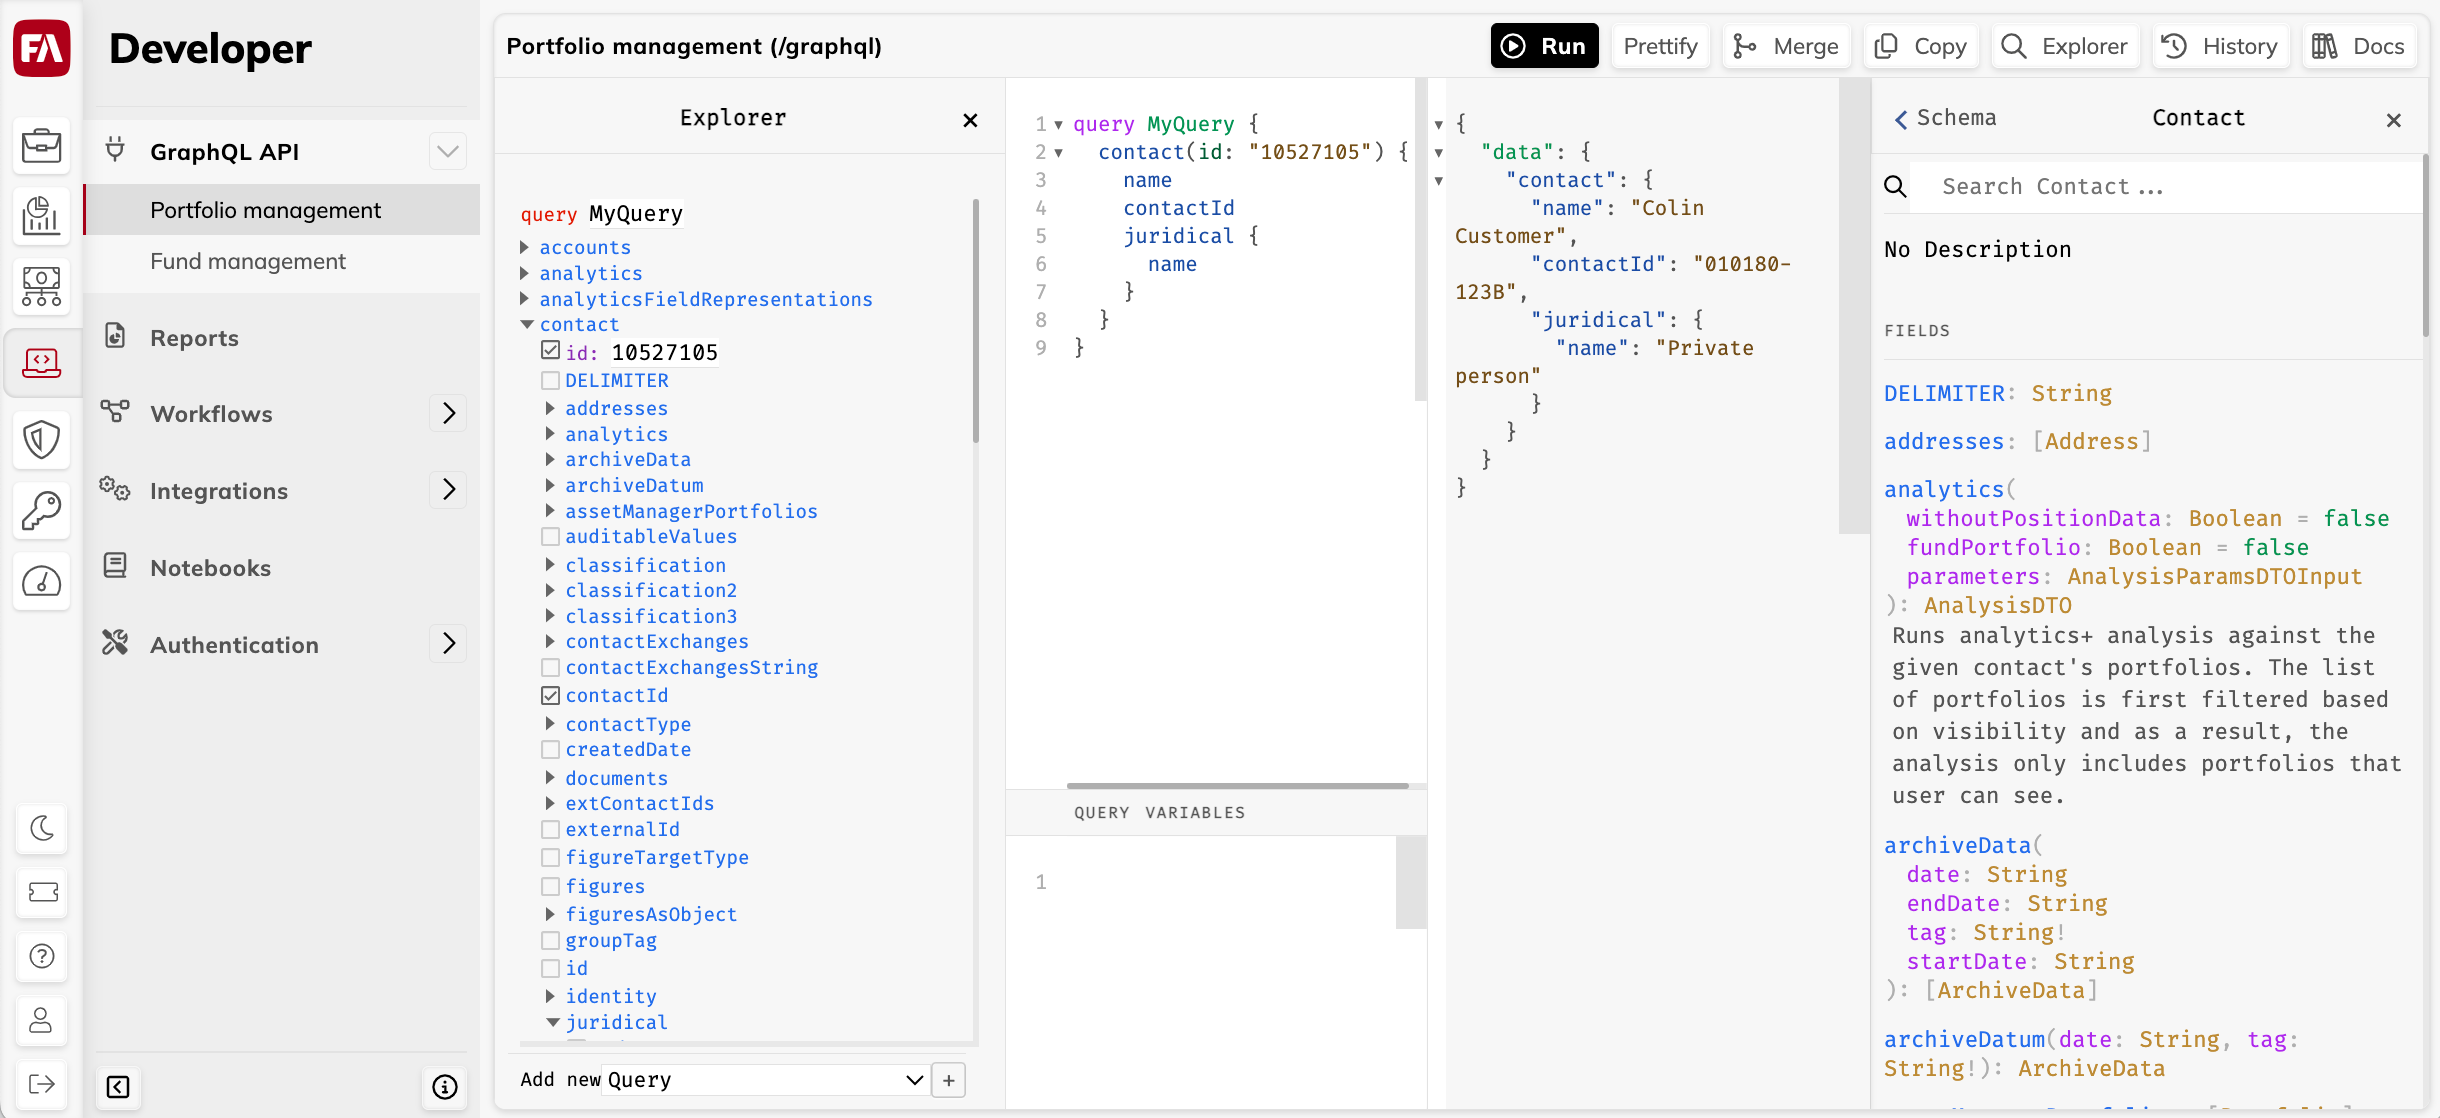 FA
Developer
GraphQL API
Portfolio management
Fund management
Reports
Workflows
Integrations
Notebooks
Authentication
Portfolio management (/graphql)
Run
Prettify
Merge
Copy
Explorer
History
Docs
Explorer
query MyQuery
accounts
analytics
analyticsFieldRepresentations
contact
id: 10527105
DELIMITER
addresses
analytics
archiveData
archiveDatum
assetManagerPortfolios
auditableValues
classification
classification2
classification3
contactExchanges
contactExchangesString
contactId
contactType
createdDate
documents
extContactIds
externalId
figureTargetType
figures
figuresAsObject
groupTag
id
identity
juridical
Add new Query
+
1 query MyQuery {
2 contact(id: "10527105") {
3 name
4 contactId
5 juridical {
6 name
7 }
8 }
9 }
QUERY VARIABLES
1
{
"data": {
"contact": {
"name": "Colin
Customer",
"contactId": "010180-
123B",
"juridical": {
"name": "Private
person"
}
}
}
}
Schema
Contact
Search Contact ...
No Description
FIELDS
DELIMITER: String
addresses: [Address]
analytics(
withoutPositionData: Boolean = false
fundPortfolio: Boolean = false
parameters: AnalysisParamsDTOInput
): AnalysisDTO
Runs analytics+ analysis against the
given contact's portfolios. The list
of portfolios is first filtered based
on visibility and as a result, the
analysis only includes portfolios that
user can see.
archiveData(
date: String
endDate: String
tag: String!
startDate: String
): [ArchiveData]
archiveDatum(date: String, tag:
String!): ArchiveData